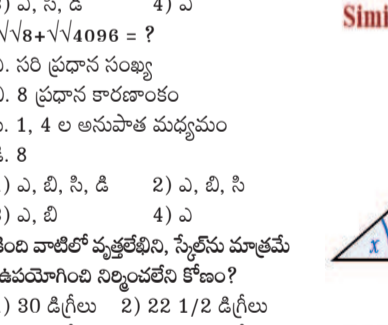 ) ఎ, సి, డి 4) ఎ
√√8+√√4096 = ?
. సరి ప్రధాన సంఖ్య
. 8 ప్రధాన కారణాంకం
. 1, 4 ల అనుపాత మధ్యమం
. 8
) ఎ, బి, సి, డి 2) ఎ, బి, సి
) ఎ, బి 4) ఎ
కింది వాటిలో వృత్తలేఖిని, స్కేల్‌ను మాత్రమే
ఉపయోగించి నిర్మించలేని కోణం?
) 30 డిగ్రీలు 2) 22 1/2 డిగ్రీలు
Simi
x